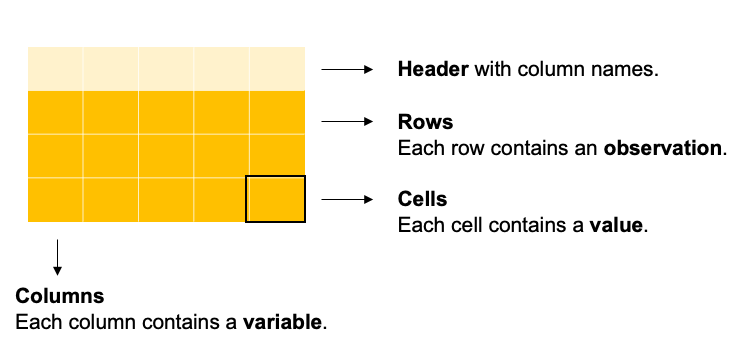 Header with column names.
Rows
Each row contains an observation.
Cells
Each cell contains a value.
Columns
Each column contains a variable.